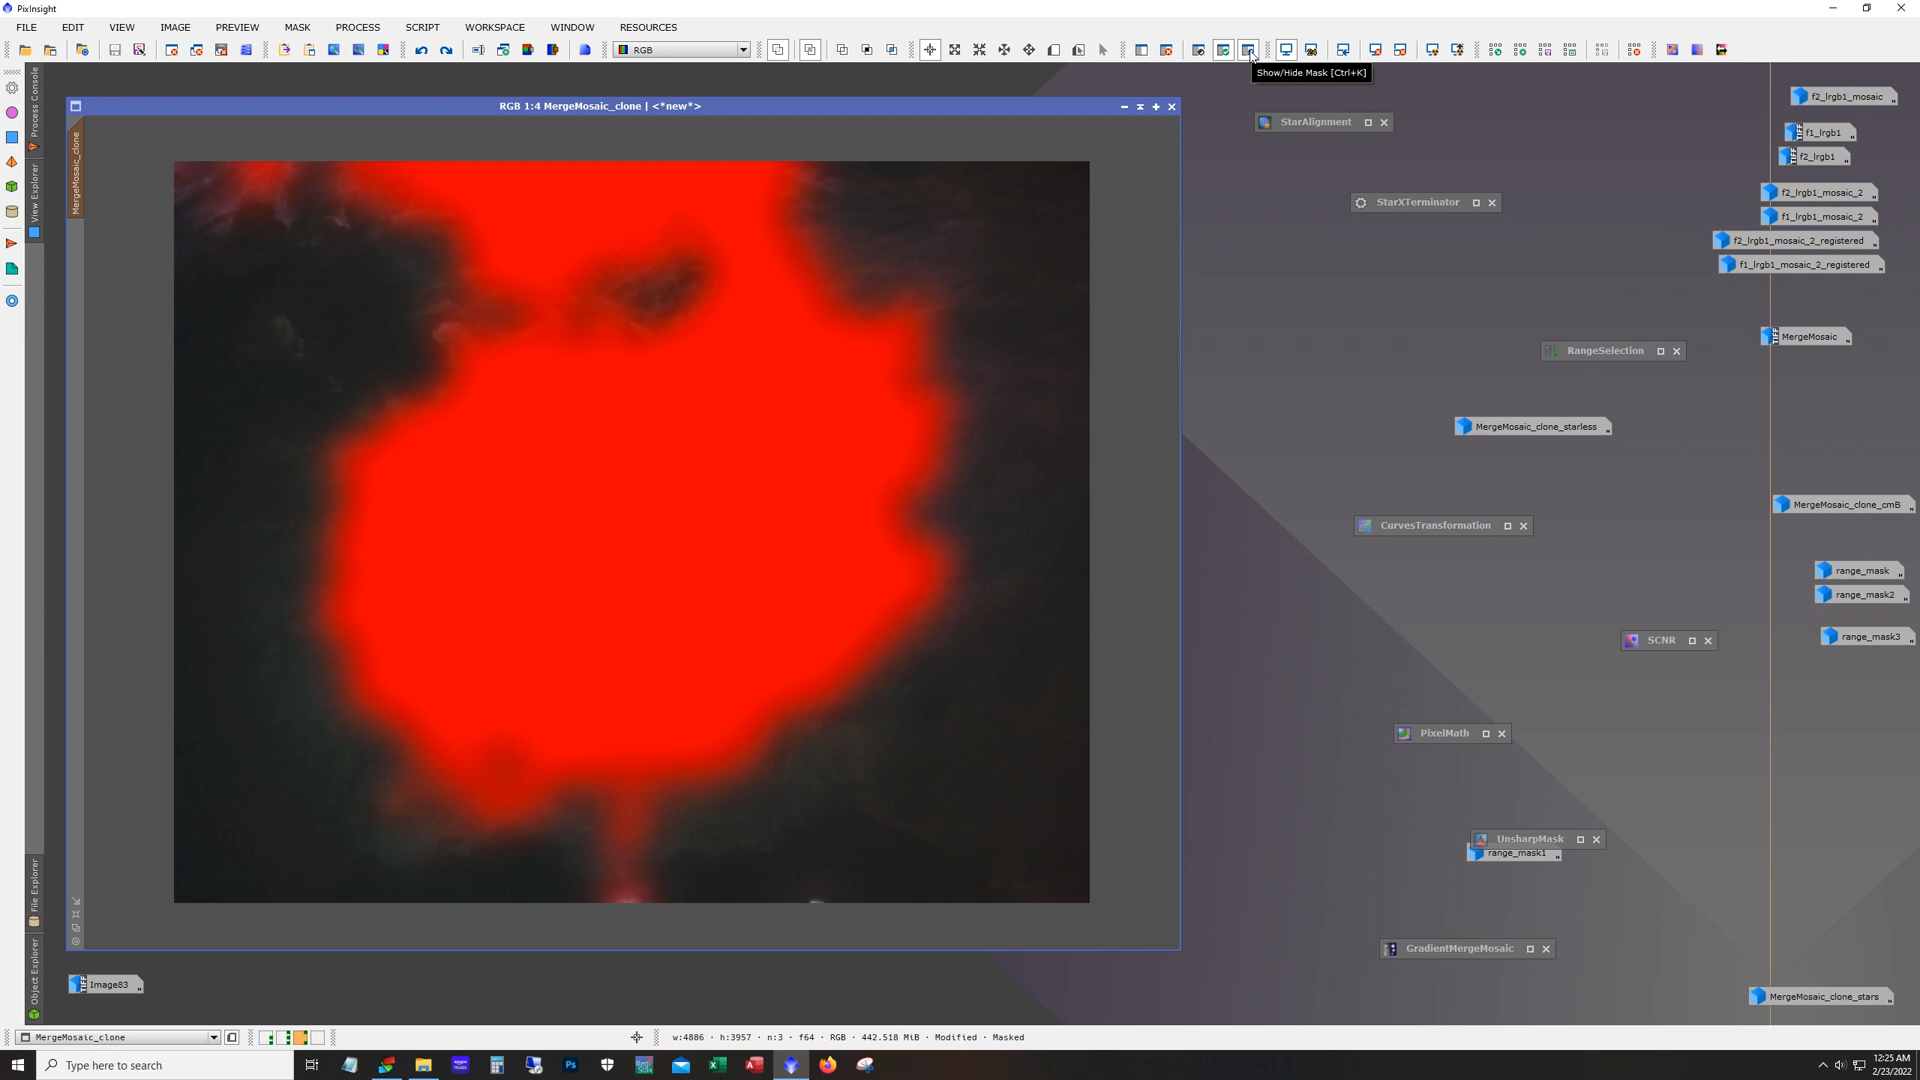 PixInsight
FILE EDIT VIEW IMAGE PREVIEW MASK PROCESS SCRIPT WORKSPACE WINDOW RESOURCES
RGB
Show/Hide Mask [Ctrl+K]
RGB 1:4 MergeMosaic_clone | <*new*>
MergeMosaic_clone
Process Console
View Explorer
File Explorer
Object Explorer
StarAlignment
StarXTerminator
RangeSelection
MergeMosaic_clone_starless
CurvesTransformation
SCNR
PixelMath
UnsharpMask
range_mask1
GradientMergeMosaic
f2_lrgb1_mosaic
f1_lrgb1
f2_lrgb1
f2_lrgb1_mosaic_2
f1_lrgb1_mosaic_2
f2_lrgb1_mosaic_2_registered
f1_lrgb1_mosaic_2_registered
MergeMosaic
MergeMosaic_clone_cmB
range_mask
range_mask2
range_mask3
MergeMosaic_clone_stars
Image83
MergeMosaic_clone
w:4886 · h:3957 · n:3 · f64 · RGB · 442.518 MiB · Modified · Masked
Type here to search
12:25 AM
2/23/2022